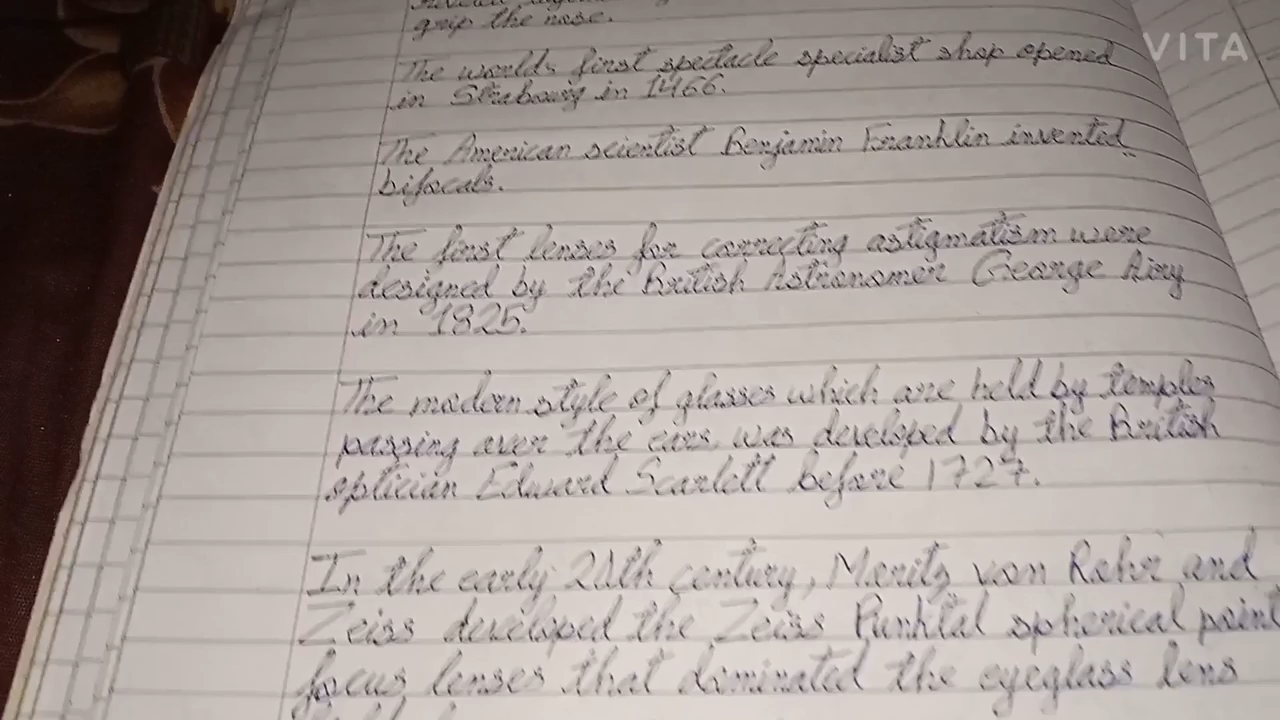 grip the nose.
VITA
The worlds first spectacle specialist shop opened
in Strabourg in 1466.
The American scientist Benjamin Franklin invented
bifocals.
The first lenses for correcting astigmatism were
designed by the British Astronomer George Airy
in 1825.
The modern style of glasses which are held by temples
passing over the ears, was developed by the British
optician Edward Scarlett before 1727.
In the early 20th century, Moritz von Rohr and
Zeiss developed the Zeiss Punktal spherical point
focus lenses that dominated the eyeglass lens